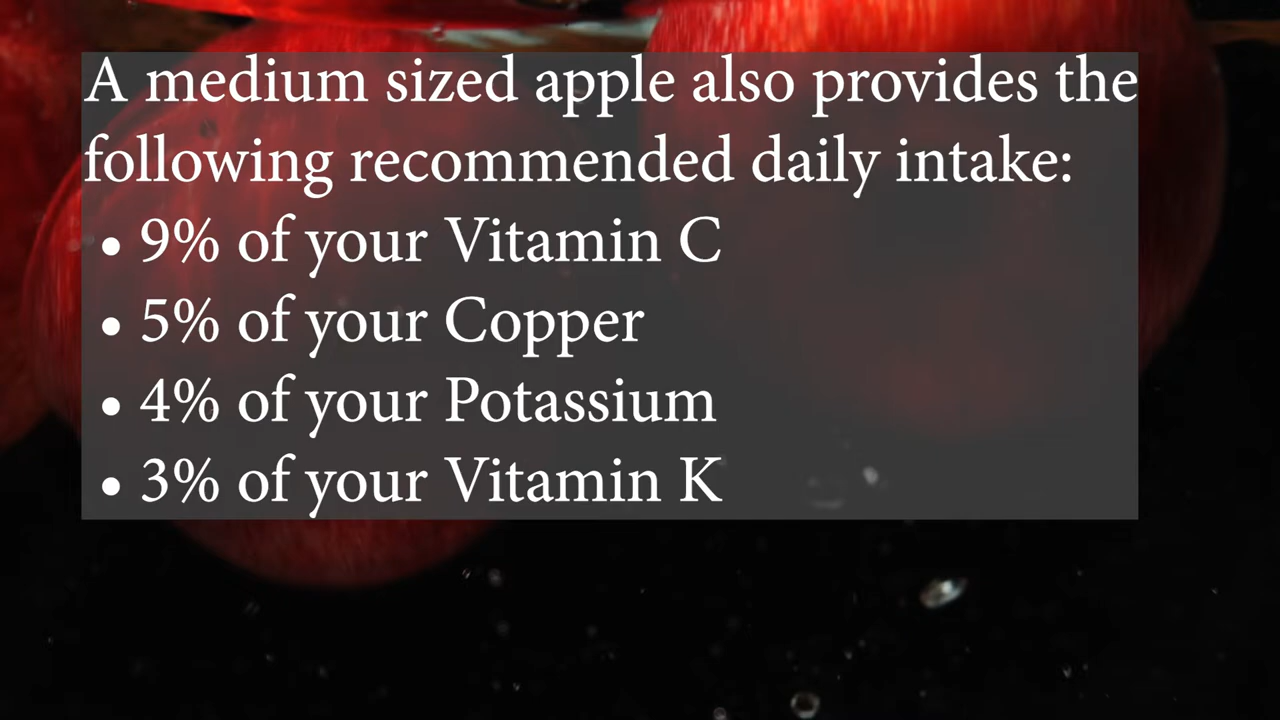 A medium sized apple also provides the
following recommended daily intake:
• 9% of your Vitamin C
• 5% of your Copper
• 4% of your Potassium
• 3% of your Vitamin K